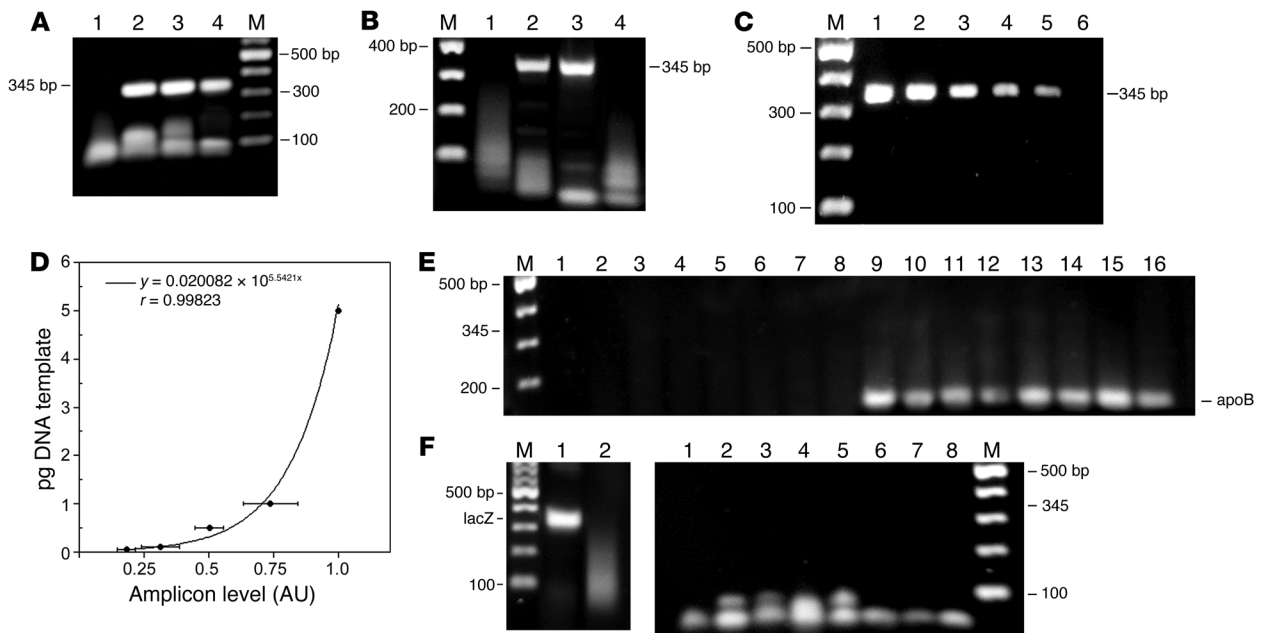 A
1 2 3 4 M
345 bp
500 bp
300
100
B
M 1 2 3 4
400 bp
200
345 bp
C
M 1 2 3 4 5 6
500 bp
300
100
345 bp
D
y = 0.020082 × 10^5.5421x
r = 0.99823
6
5
4
3
2
1
0
0.25 0.5 0.75 1.0
pg DNA template
Amplicon level (AU)
E
M 1 2 3 4 5 6 7 8 9 10 11 12 13 14 15 16
500 bp
345
200
apoB
F
M 1 2
500 bp
lacZ
100
1 2 3 4 5 6 7 8 M
500 bp
345
100